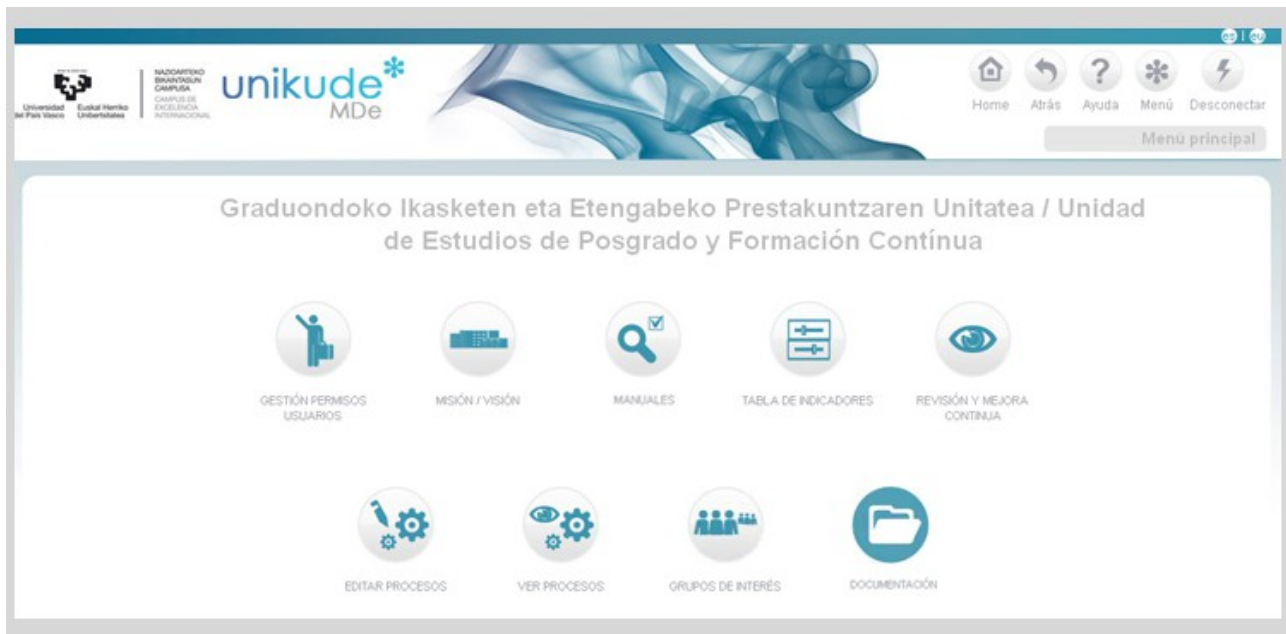 es | eu
Universidad del País Vasco
Euskal Herriko Unibertsitatea
NAZIOARTEKO
BIKAINTASUN
CAMPUSA
CAMPUS DE
EXCELENCIA
INTERNACIONAL
unikude
MDe
Home Atrás Ayuda Menú Desconectar
Menú principal
Graduondoko Ikasketen eta Etengabeko Prestakuntzaren Unitatea / Unidad
de Estudios de Posgrado y Formación Contínua
GESTIÓN PERMISOS
USUARIOS
MISIÓN / VISIÓN
MANUALES
TABLA DE INDICADORES
REVISIÓN Y MEJORA
CONTINUA
EDITAR PROCESOS
VER PROCESOS
GRUPOS DE INTERÉS
DOCUMENTACIÓN